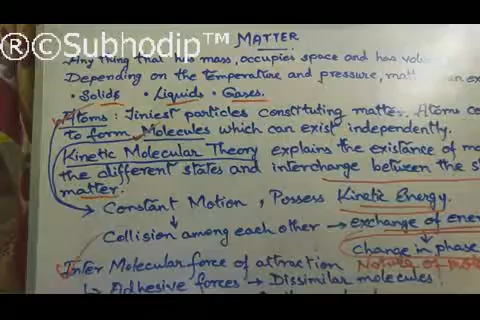 ®©Subhodip™
MATTER
Any thing that has mass, occupies space and has
Depending on the temperature and pressure,
• Solids • Liquids • Gases.
Atoms: Tiniest particles constituting matter. Atoms
to form Molecules which can exist independently.
Kinetic Molecular Theory explains the existance of
the different states and interchange between the
matter.
→ Constant Motion, Possess Kinetic Energy.
↓
Collision among each other → exchange of
↓
Change in phase
Inter Molecular force of attraction Nature of
↳ Adhesive forces → Dissimilar molecules